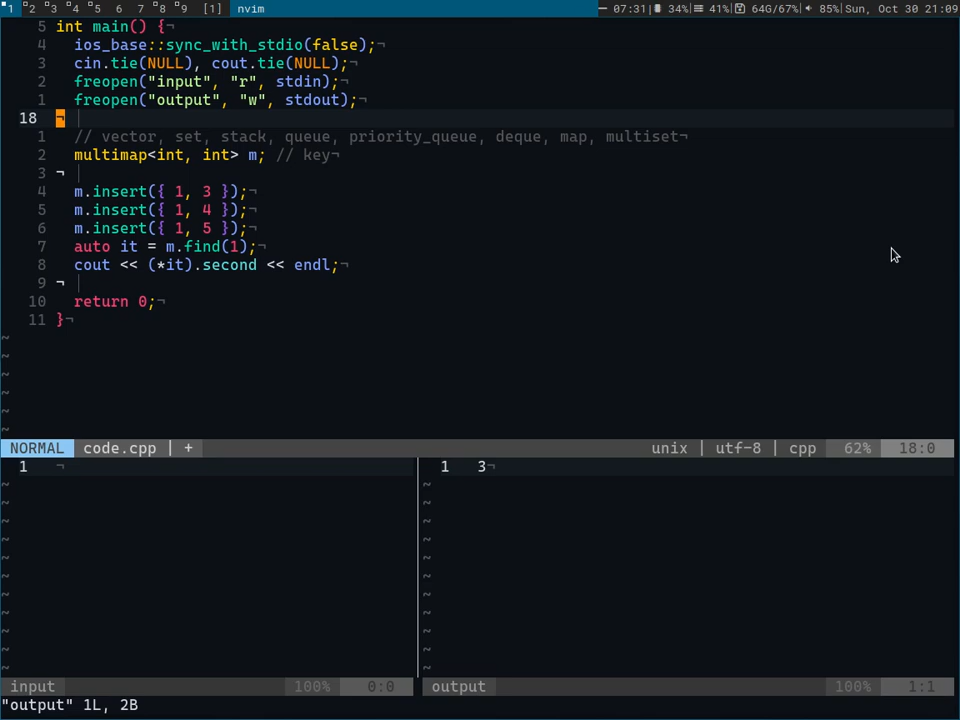 1 2 3 4 5 6 7 8 9 [1] nvim 07:31| 34%| 41%| 64G/67%| 85%|Sun, Oct 30 21:09
5 int main() {¬
4 ios_base::sync_with_stdio(false);¬
3 cin.tie(NULL), cout.tie(NULL);¬
2 freopen("input", "r", stdin);¬
1 freopen("output", "w", stdout);¬
18 ¬
1 // vector, set, stack, queue, priority_queue, deque, map, multiset¬
2 multimap<int, int> m; // key¬
3 ¬
4 m.insert({ 1, 3 });¬
5 m.insert({ 1, 4 });¬
6 m.insert({ 1, 5 });¬
7 auto it = m.find(1);¬
8 cout << (*it).second << endl;¬
9 ¬
10 return 0;¬
11 }¬
~
~
~
~
~
~
NORMAL code.cpp | + unix | utf-8 | cpp 62% 18:0
1 ¬
~
~
~
~
~
~
~
~
~
~
~
input 100% 0:0
1 3¬
~
~
~
~
~
~
~
~
~
~
~
output 100% 1:1
"output" 1L, 2B